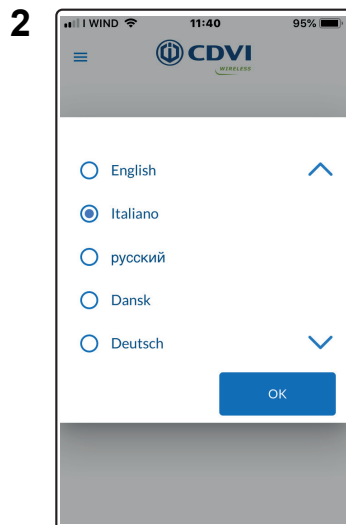 2
I WIND 11:40 95%
CDVI
WIRELESS
English
Italiano
русский
Dansk
Deutsch
OK